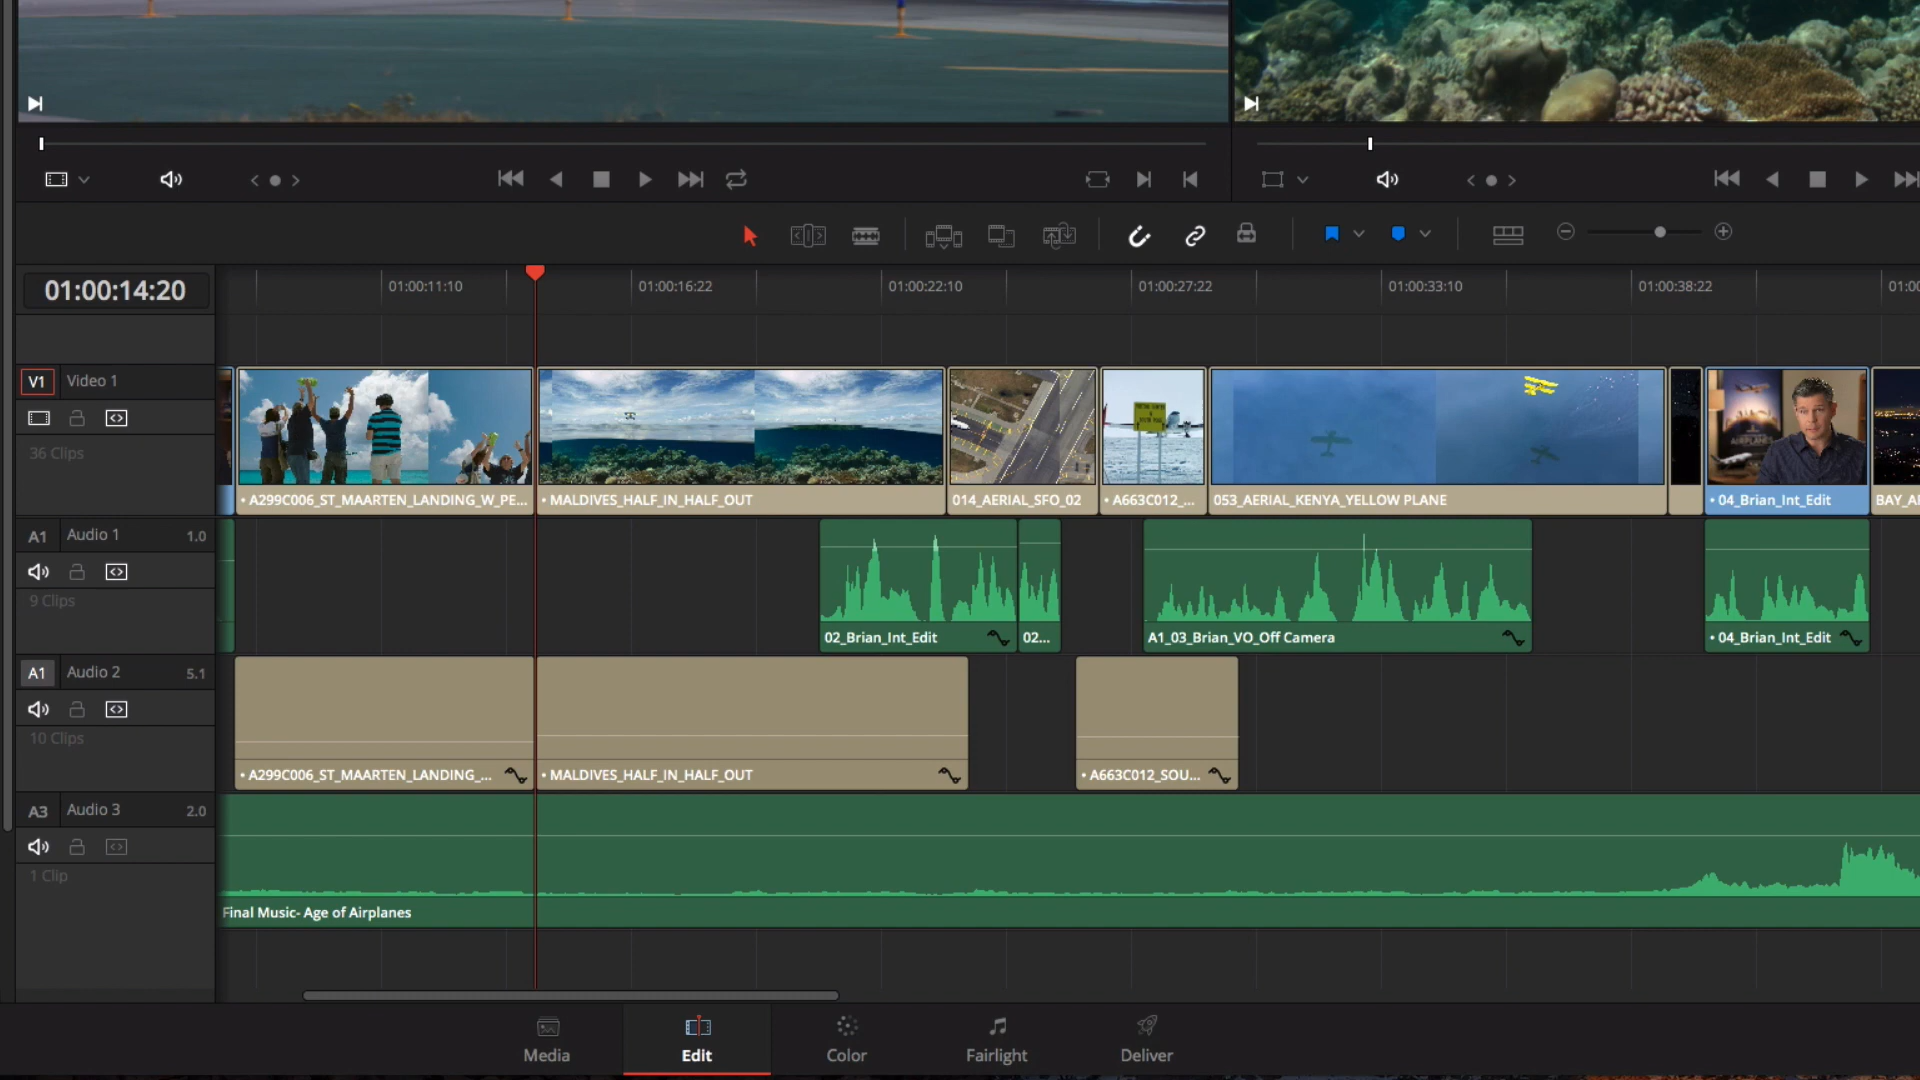 01:00:14:20
01:00:11:10
01:00:16:22
01:00:22:10
01:00:27:22
01:00:33:10
01:00:38:22
01:00
V1 Video 1
36 Clips
• A299C006_ST_MAARTEN_LANDING_W_PE...
• MALDIVES_HALF_IN_HALF_OUT
014_AERIAL_SFO_02
• A663C012_...
053_AERIAL_KENYA_YELLOW PLANE
• 04_Brian_Int_Edit
BAY_A
A1 Audio 1 1.0
9 Clips
02_Brian_Int_Edit
02...
A1_03_Brian_VO_Off Camera
• 04_Brian_Int_Edit
A1 Audio 2 5.1
10 Clips
• A299C006_ST_MAARTEN_LANDING_...
• MALDIVES_HALF_IN_HALF_OUT
• A663C012_SOU...
A3 Audio 3 2.0
1 Clip
Final Music- Age of Airplanes
Media
Edit
Color
Fairlight
Deliver